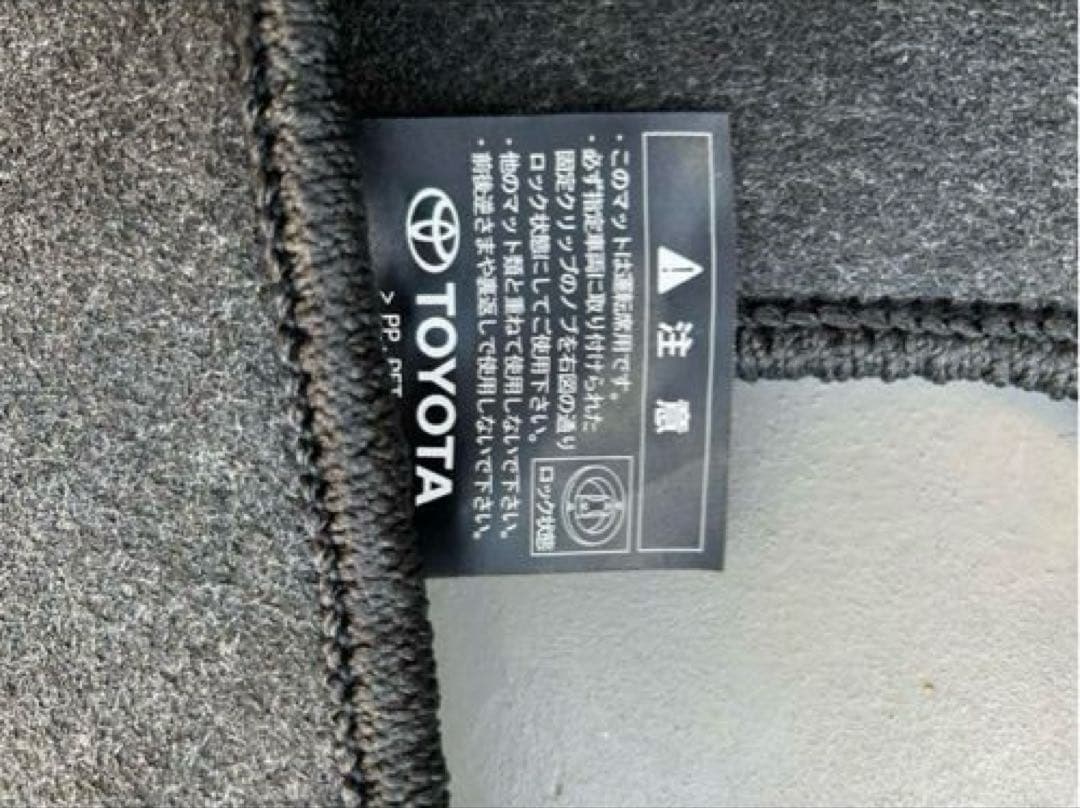 ⚠ 注意
・このマットは運転席用です。
・必ず指定車両に取り付けられた
固定クリップのノブを右図の通り
ロック状態にしてご使用下さい。
ロック状態
・他のマット類と重ねて使用しないで下さい。
・前後逆さまや裏返しで使用しないで下さい。
TOYOTA
>PP, PET